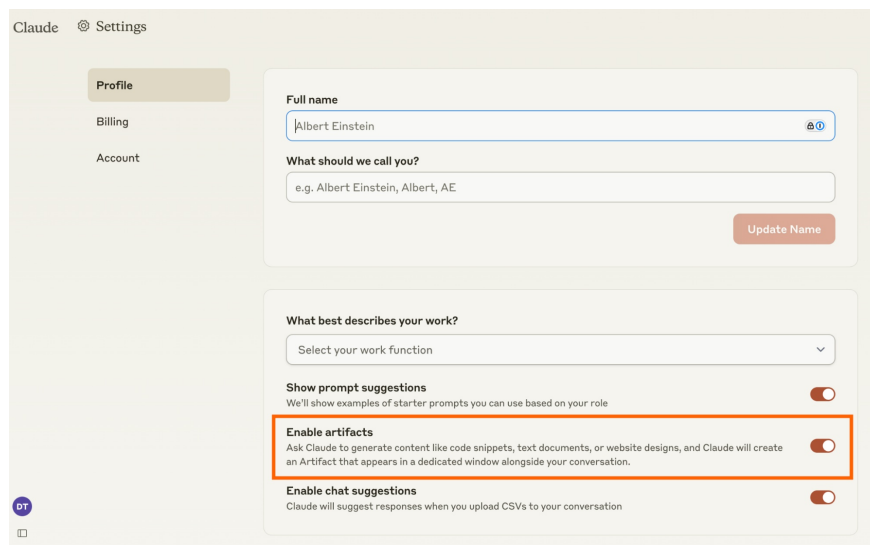 Claude
Settings
Profile
Billing
Account
Full name
Albert Einstein
What should we call you?
e.g. Albert Einstein, Albert, AE
Update Name
What best describes your work?
Select your work function
Show prompt suggestions
We'll show examples of starter prompts you can use based on your role
Enable artifacts
Ask Claude to generate content like code snippets, text documents, or website designs, and Claude will create
an Artifact that appears in a dedicated window alongside your conversation.
Enable chat suggestions
Claude will suggest responses when you upload CSVs to your conversation
DT